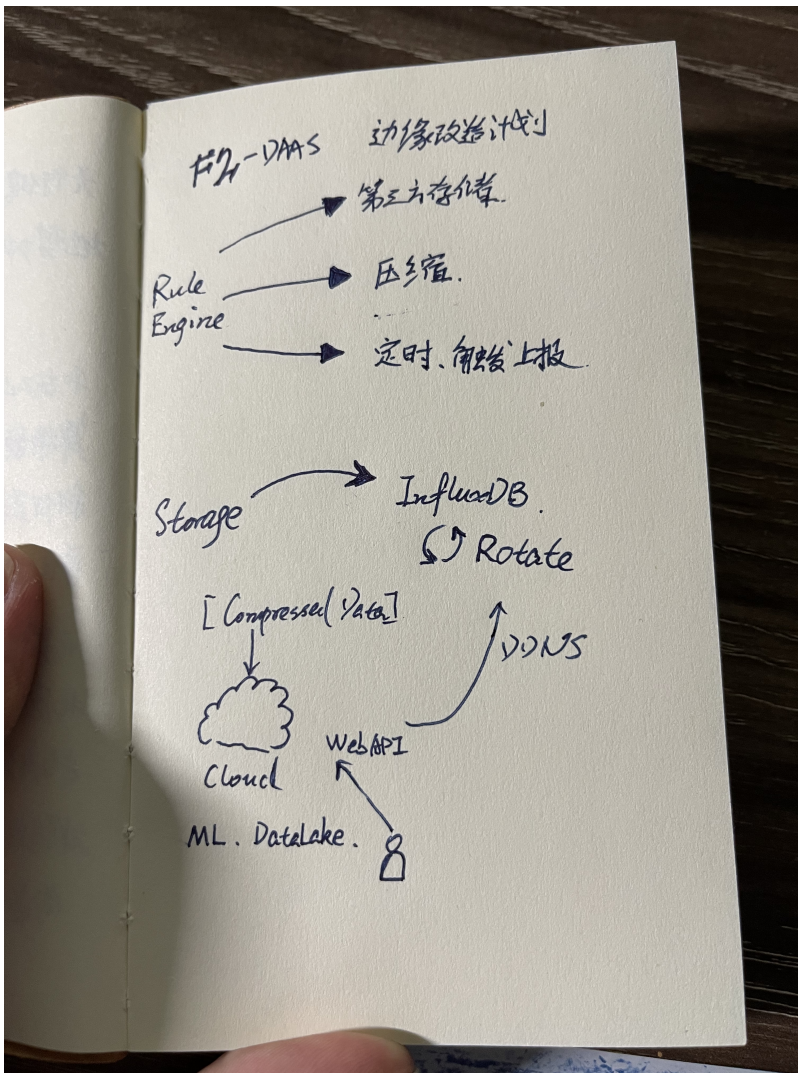 -DAAS 边缘改造计划
第三方存储.
Rule
Engine
压缩.
...
定时、触发上报
Storage
InfluxDB.
Rotate
[Compressed Data]
DDNS
WebAPI
Cloud
ML. DataLake.